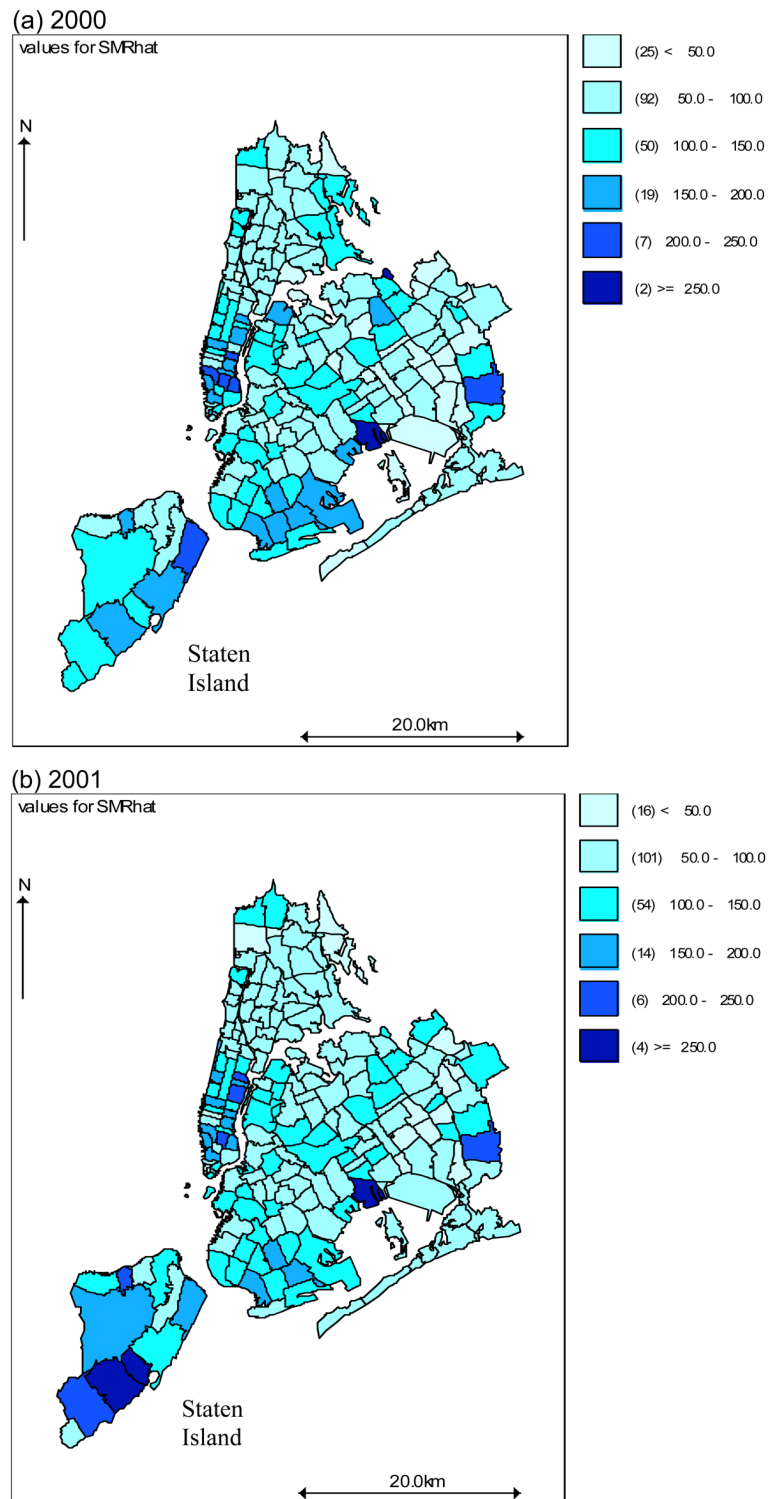 (a) 2000
values for SMRhat
N
(25) < 50.0
(92) 50.0 - 100.0
(50) 100.0 - 150.0
(19) 150.0 - 200.0
(7) 200.0 - 250.0
(2) >= 250.0
Staten
Island
20.0km
(b) 2001
values for SMRhat
N
(16) < 50.0
(101) 50.0 - 100.0
(54) 100.0 - 150.0
(14) 150.0 - 200.0
(6) 200.0 - 250.0
(4) >= 250.0
Staten
Island
20.0km